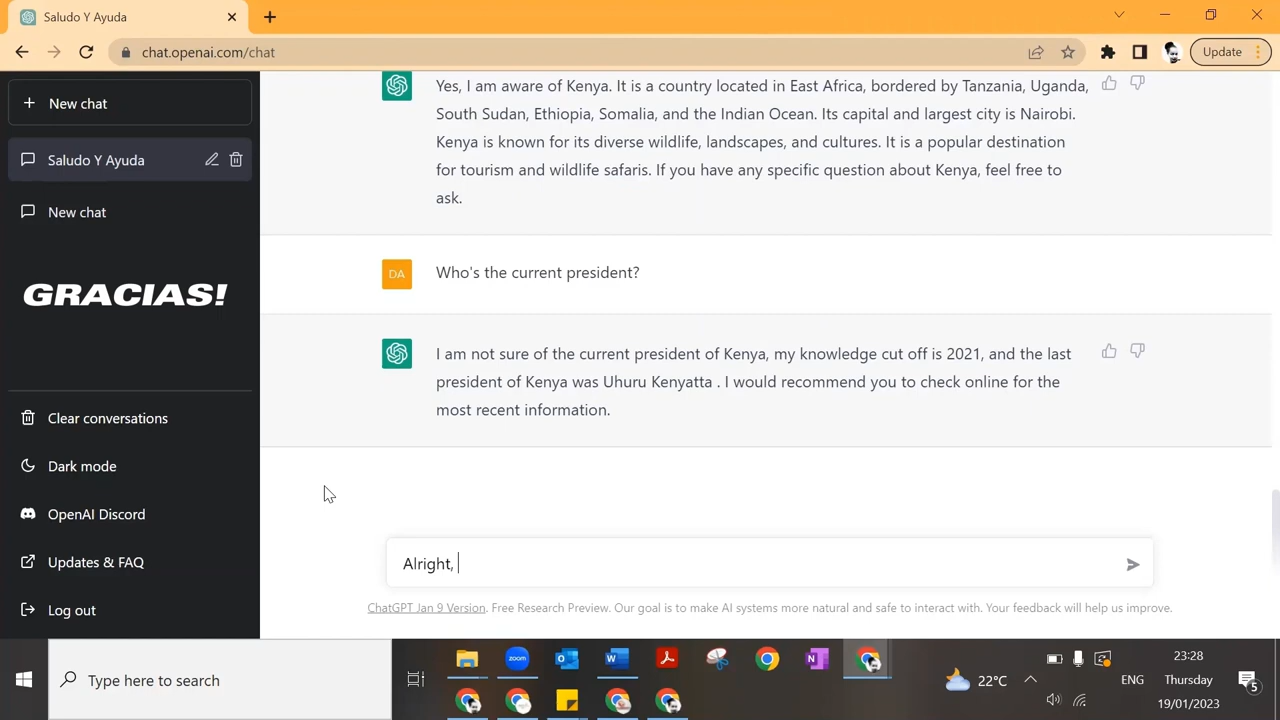 Saludo Y Ayuda
chat.openai.com/chat
Update
New chat
Saludo Y Ayuda
New chat
GRACIAS!
Clear conversations
Dark mode
OpenAI Discord
Updates & FAQ
Log out
Yes, I am aware of Kenya. It is a country located in East Africa, bordered by Tanzania, Uganda,
South Sudan, Ethiopia, Somalia, and the Indian Ocean. Its capital and largest city is Nairobi.
Kenya is known for its diverse wildlife, landscapes, and cultures. It is a popular destination
for tourism and wildlife safaris. If you have any specific question about Kenya, feel free to
ask.
DA
Who's the current president?
I am not sure of the current president of Kenya, my knowledge cut off is 2021, and the last
president of Kenya was Uhuru Kenyatta . I would recommend you to check online for the
most recent information.
Alright,
ChatGPT Jan 9 Version. Free Research Preview. Our goal is to make AI systems more natural and safe to interact with. Your feedback will help us improve.
Type here to search
zoom
22°C
ENG
23:28
Thursday
19/01/2023
5